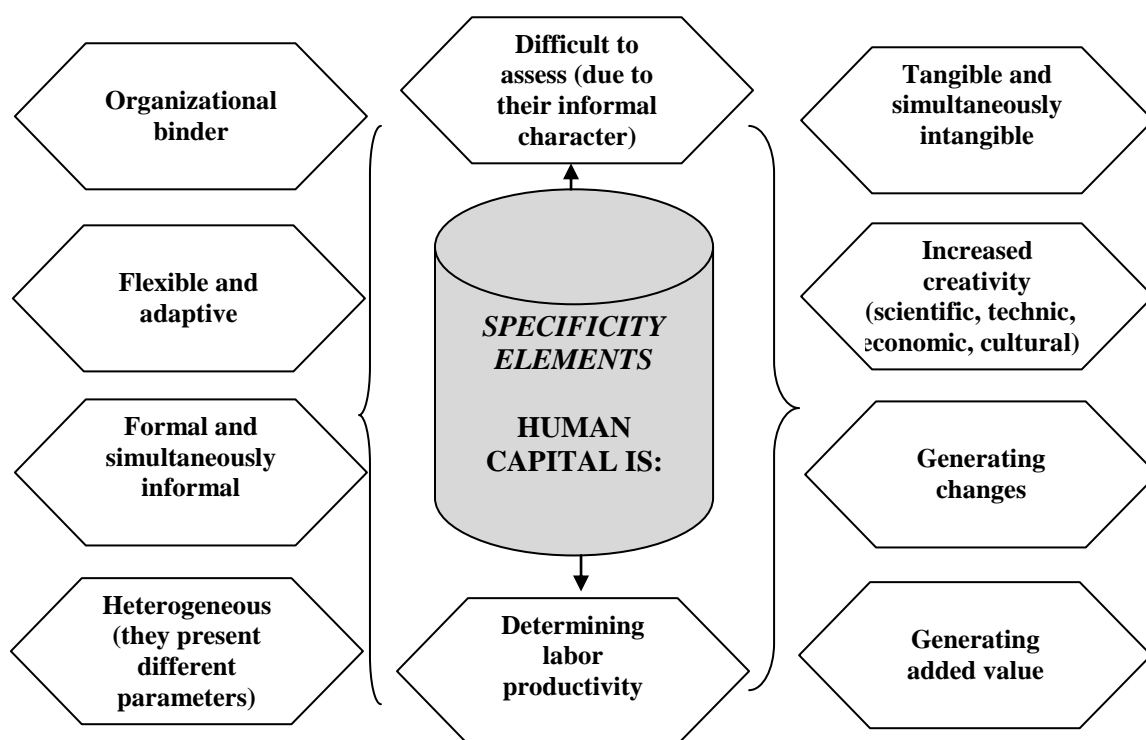 Organizational
binder
Flexible and
adaptive
Formal and
simultaneously
informal
Heterogeneous
(they present
different
parameters)
Difficult to
assess (due to
their informal
character)
SPECIFICITY
ELEMENTS
HUMAN
CAPITAL IS:
Determining
labor
productivity
Tangible and
simultaneously
intangible
Increased
creativity
(scientific, technic,
economic, cultural)
Generating
changes
Generating
added value